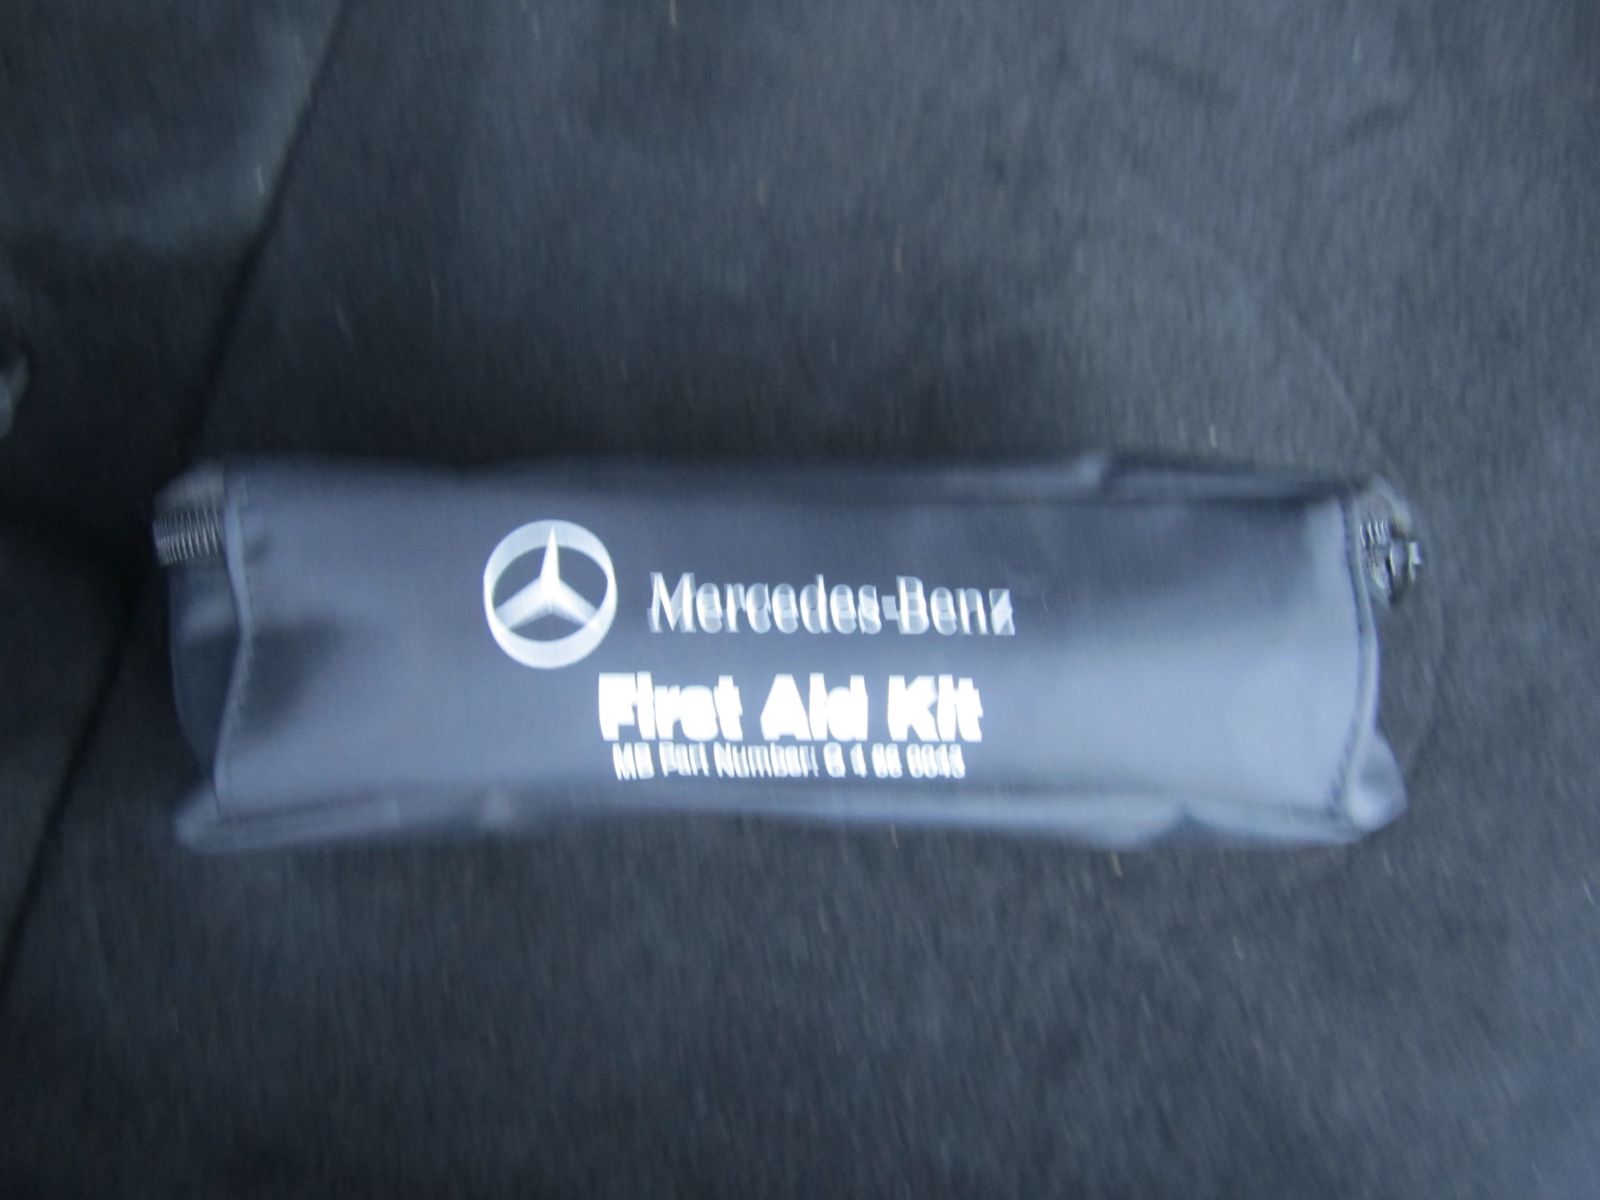 Mercedes-Benz
First Aid Kit
MB Part Number: